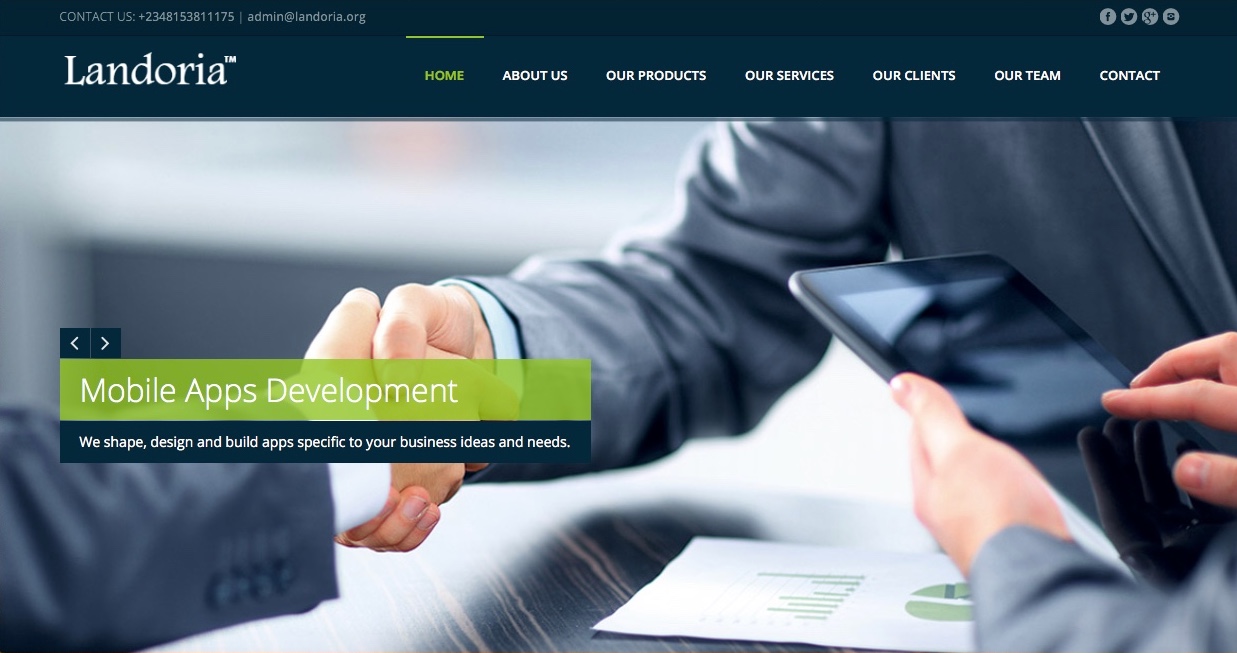 CONTACT US: +2348153811175 | admin@landoria.org
Landoria™
HOME ABOUT US OUR PRODUCTS OUR SERVICES OUR CLIENTS OUR TEAM CONTACT
Mobile Apps Development
We shape, design and build apps specific to your business ideas and needs.